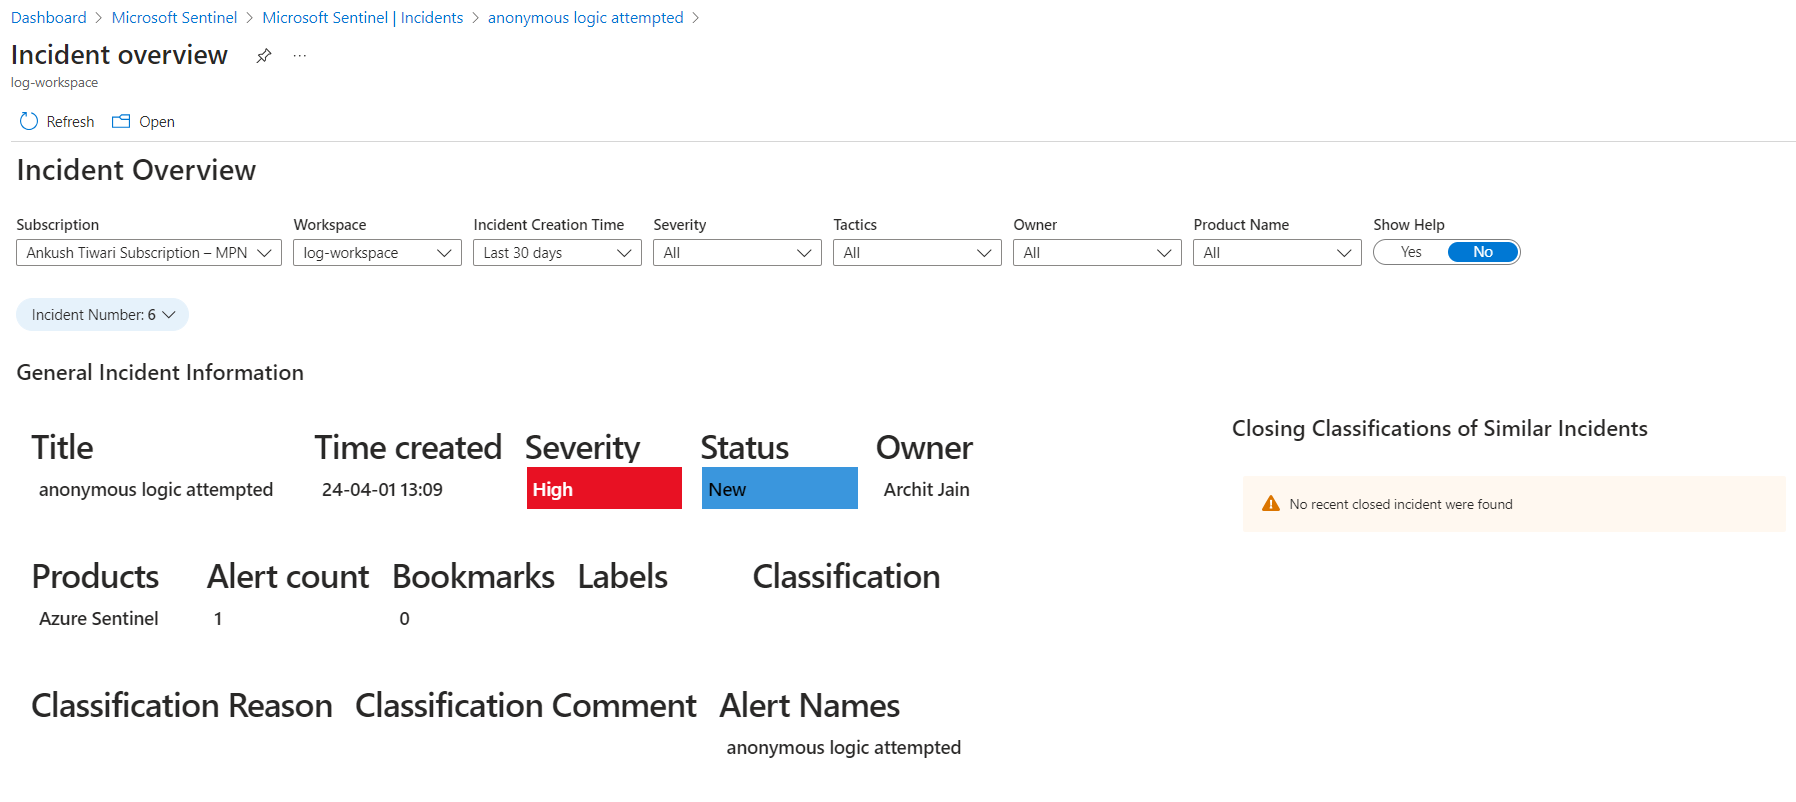 Dashboard > Microsoft Sentinel > Microsoft Sentinel | Incidents > anonymous logic attempted >
Incident overview ...
log-workspace
Refresh Open
Incident Overview
Subscription Workspace Incident Creation Time Severity Tactics Owner Product Name Show Help
Ankush Tiwari Subscription – MPN log-workspace Last 30 days All All All All Yes No
Incident Number: 6
General Incident Information
Closing Classifications of Similar Incidents
Title Time created Severity Status Owner
anonymous logic attempted 24-04-01 13:09 High New Archit Jain
No recent closed incident were found
Products Alert count Bookmarks Labels Classification
Azure Sentinel 1 0
Classification Reason Classification Comment Alert Names
anonymous logic attempted